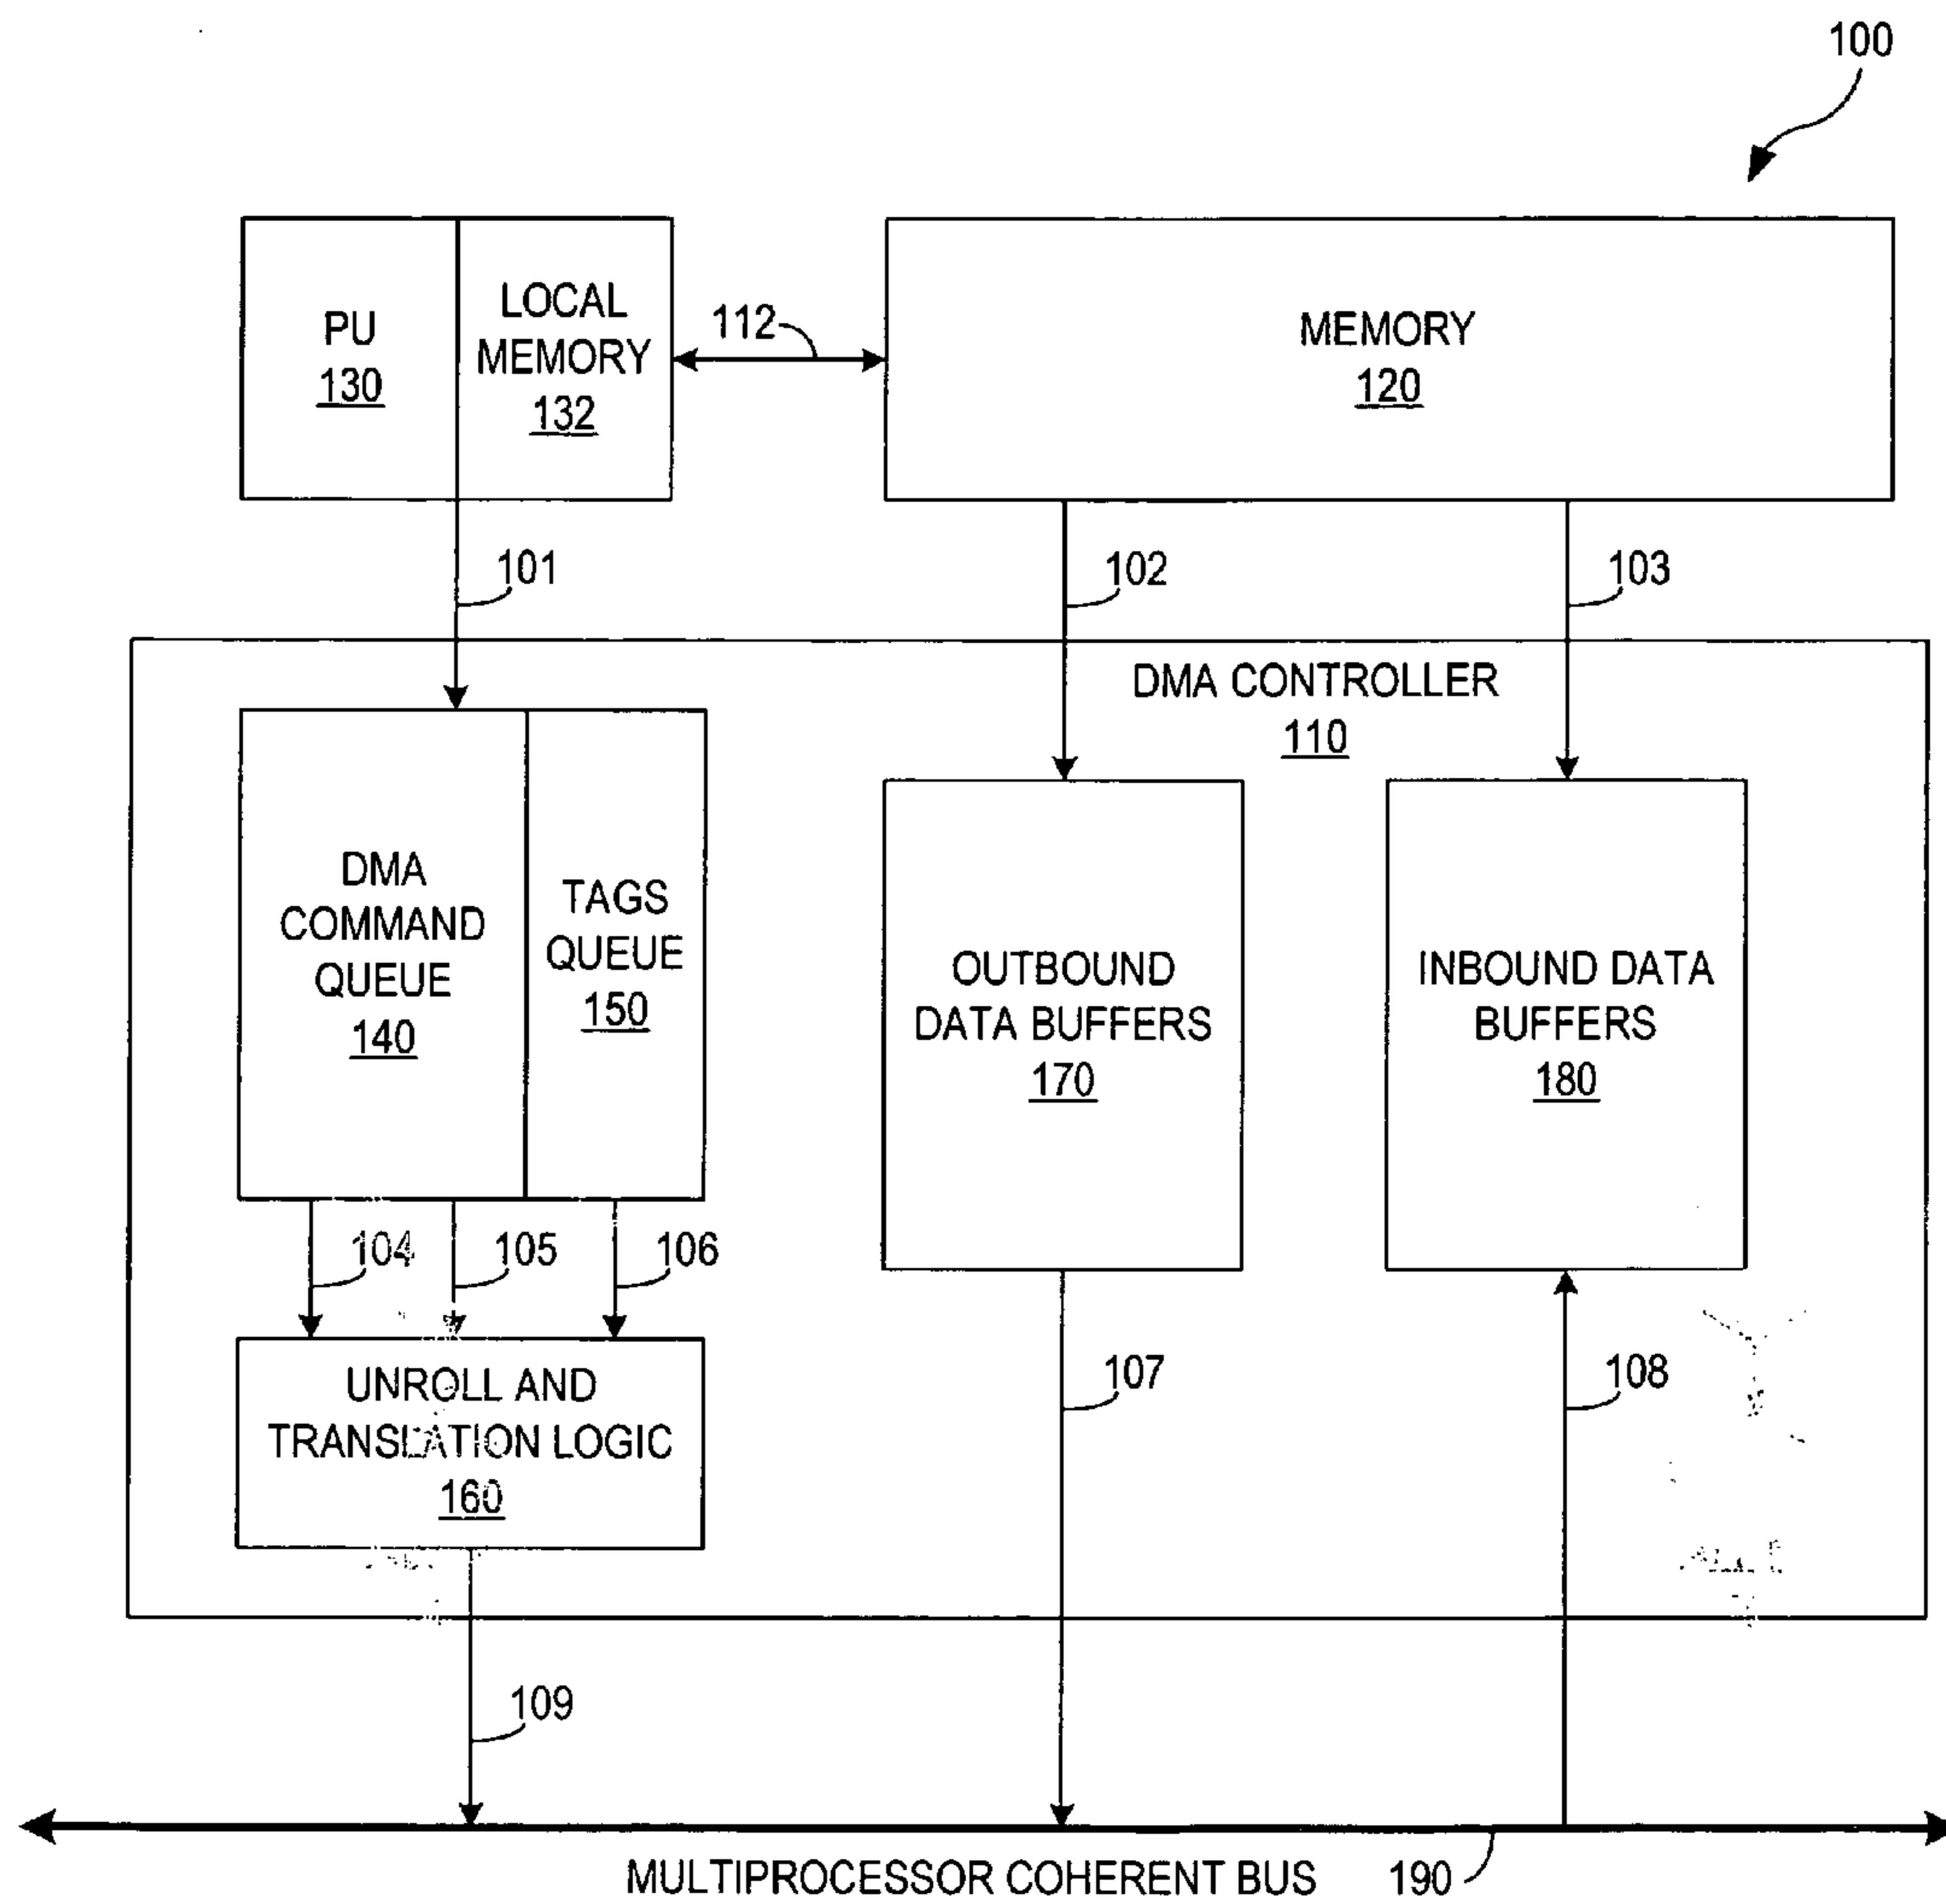 100
PU
130
LOCAL
MEMORY
132
112
MEMORY
120
101
102
103
DMA CONTROLLER
110
DMA
COMMAND
QUEUE
140
TAGS
QUEUE
150
OUTBOUND
DATA BUFFERS
170
INBOUND DATA
BUFFERS
180
104
105
106
UNROLL AND
TRANSLATION LOGIC
160
107
108
109
MULTIPROCESSOR COHERENT BUS
190